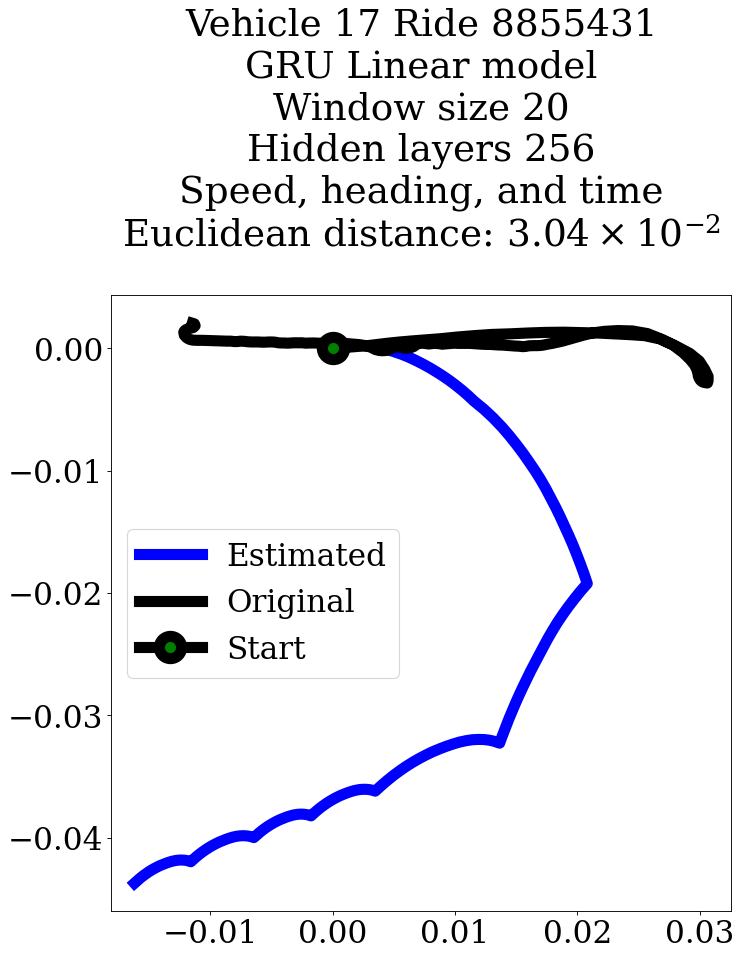 Vehicle 17 Ride 8855431
GRU Linear model
Window size 20
Hidden layers 256
Speed, heading, and time
Euclidean distance: 3.04 × 10⁻²
0.00
−0.01
−0.02
−0.03
−0.04
Estimated
Original
Start
−0.01 0.00 0.01 0.02 0.03